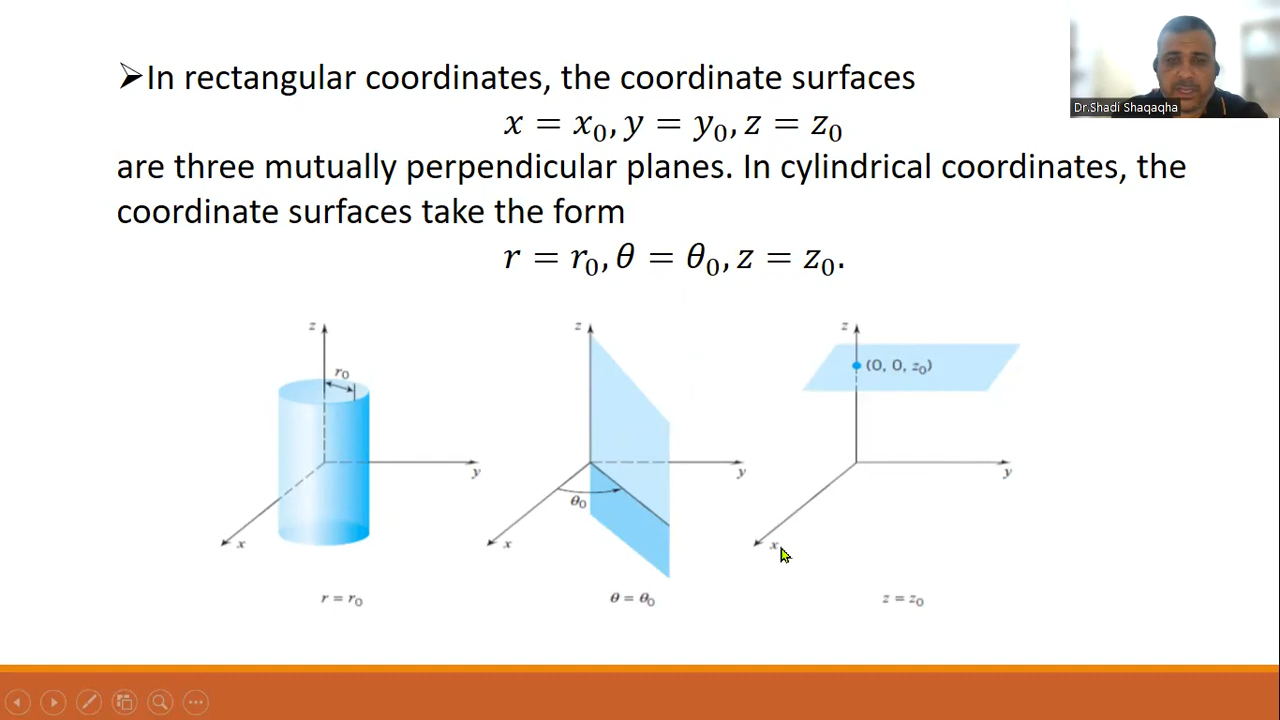 ➢In rectangular coordinates, the coordinate surfaces
x = x₀, y = y₀, z = z₀
are three mutually perpendicular planes. In cylindrical coordinates, the
coordinate surfaces take the form
r = r₀, θ = θ₀, z = z₀.
Dr.Shadi Shaqaqha
z
r₀
y
x
r = r₀
z
y
θ₀
x
θ = θ₀
z
(0, 0, z₀)
y
x
z = z₀